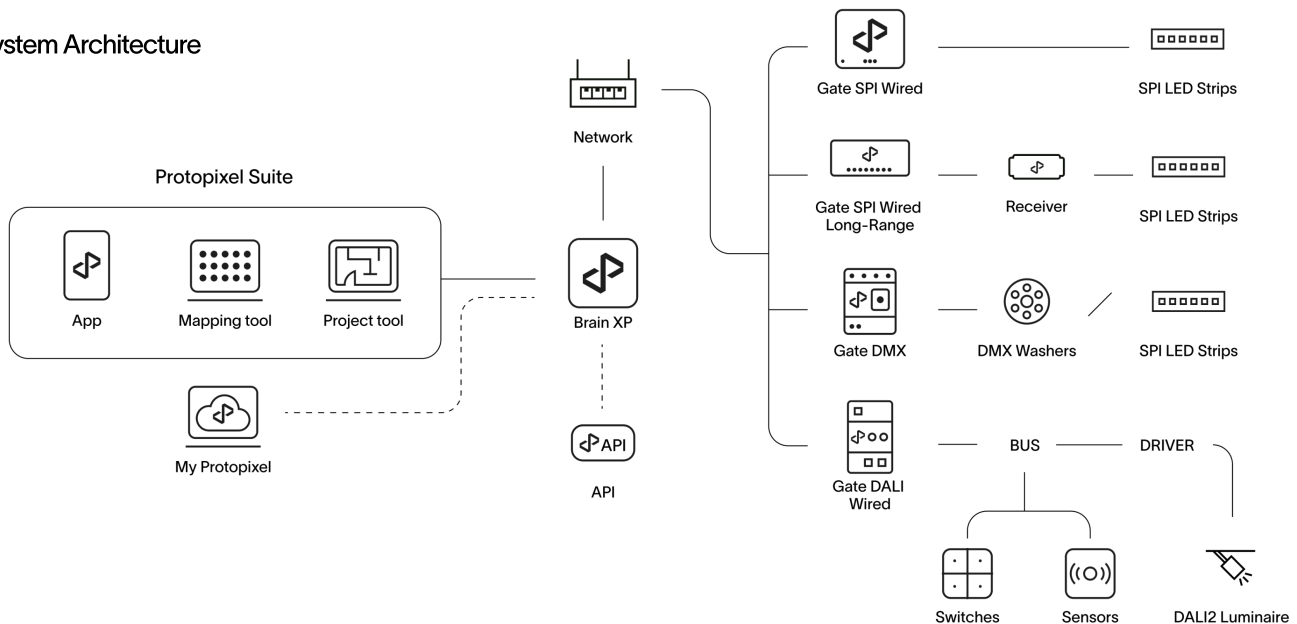 ystem Architecture
Gate SPI Wired
SPI LED Strips
Network
Protopixel Suite
Gate SPI Wired
Long-Range
Receiver
SPI LED Strips
App
Mapping tool
Project tool
Brain XP
Gate DMX
DMX Washers
SPI LED Strips
API
My Protopixel
API
BUS
DRIVER
Gate DALI
Wired
Switches
Sensors
DALI2 Luminaire